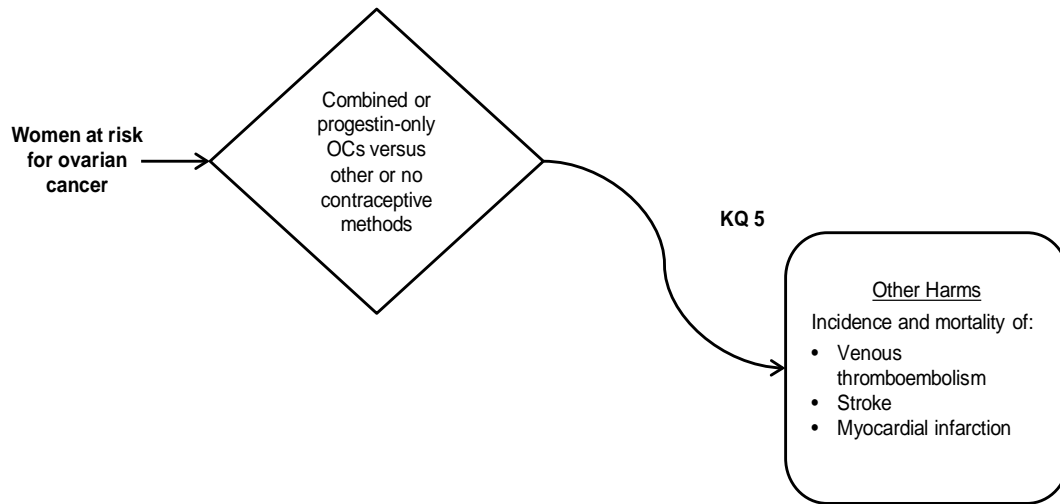 Women at risk
for ovarian
cancer
Combined or
progestin-only
OCs versus
other or no
contraceptive
methods
KQ 5
Other Harms
Incidence and mortality of:
• Venous
thromboembolism
• Stroke
• Myocardial infarction